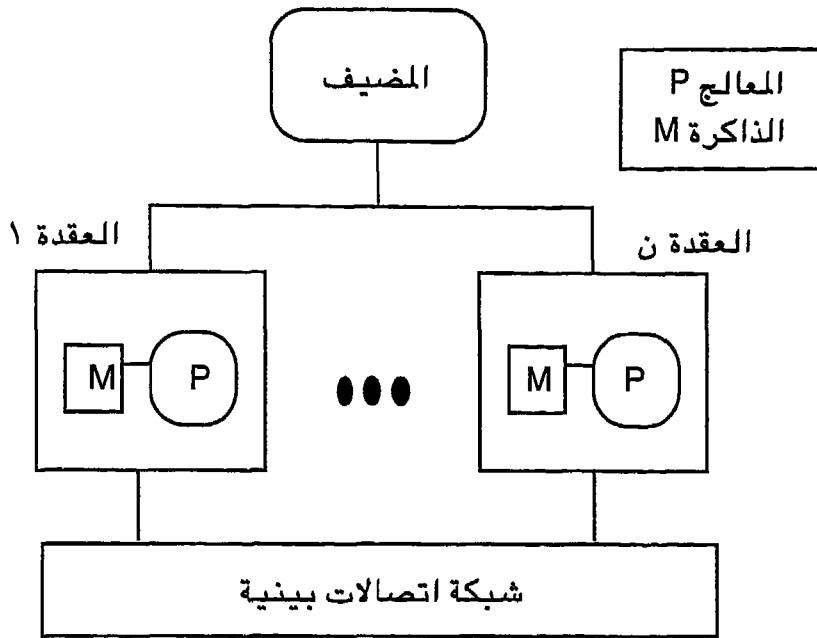 المضيف
المعالج P
الذاكرة M
العقدة ١
العقدة ن
M P
M P
شبكة اتصالات بينية